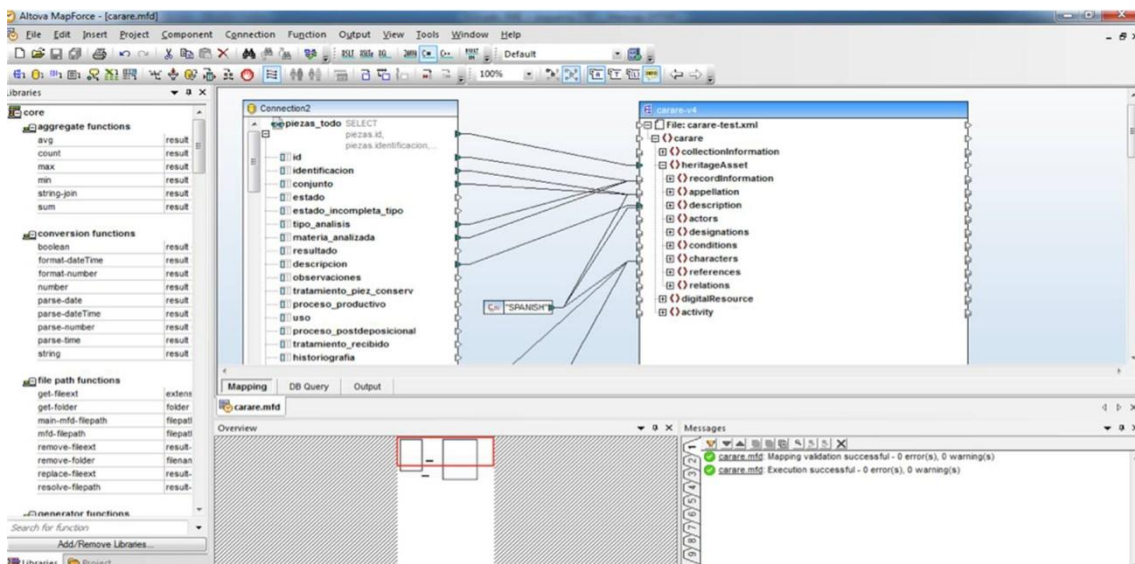 Altova MapForce - [carare.mfd]
File Edit Insert Project Component Connection Function Output View Tools Window Help
Default
100%
Libraries
core
aggregate functions
avg result
count result
max result
min result
string-join result
sum result
conversion functions
boolean result
format-dateTime result
format-number result
number result
parse-date result
parse-dateTime result
parse-number result
parse-time result
string result
file path functions
get-fileext extens
get-folder folder
main-mfd-filepath filepatl
mfd-filepath filepatl
remove-fileext result-
remove-folder filenan
replace-fileext result-
resolve-filepath result-
generator functions
Search for function
Add/Remove Libraries...
Libraries Project
Connection2
piezas_todo SELECT
piezas.id,
piezas.identificacion,...
id
identificacion
conjunto
estado
estado_incompleta_tipo
tipo_analisis
materia_analizada
resultado
descripcion
observaciones
tratamiento_piez_conserv
proceso_productivo
uso
proceso_postdeposicional
tratamiento_recibido
historiografia
"SPANISH"
carare-v4
File: carare-test.xml
carare
collectionInformation
heritageAsset
recordInformation
appellation
description
actors
designations
conditions
characters
references
relations
digitalResource
activity
Mapping DB Query Output
carare.mfd
Overview
Messages
carare.mfd: Mapping validation successful - 0 error(s), 0 warning(s)
carare.mfd: Execution successful - 0 error(s), 0 warning(s)